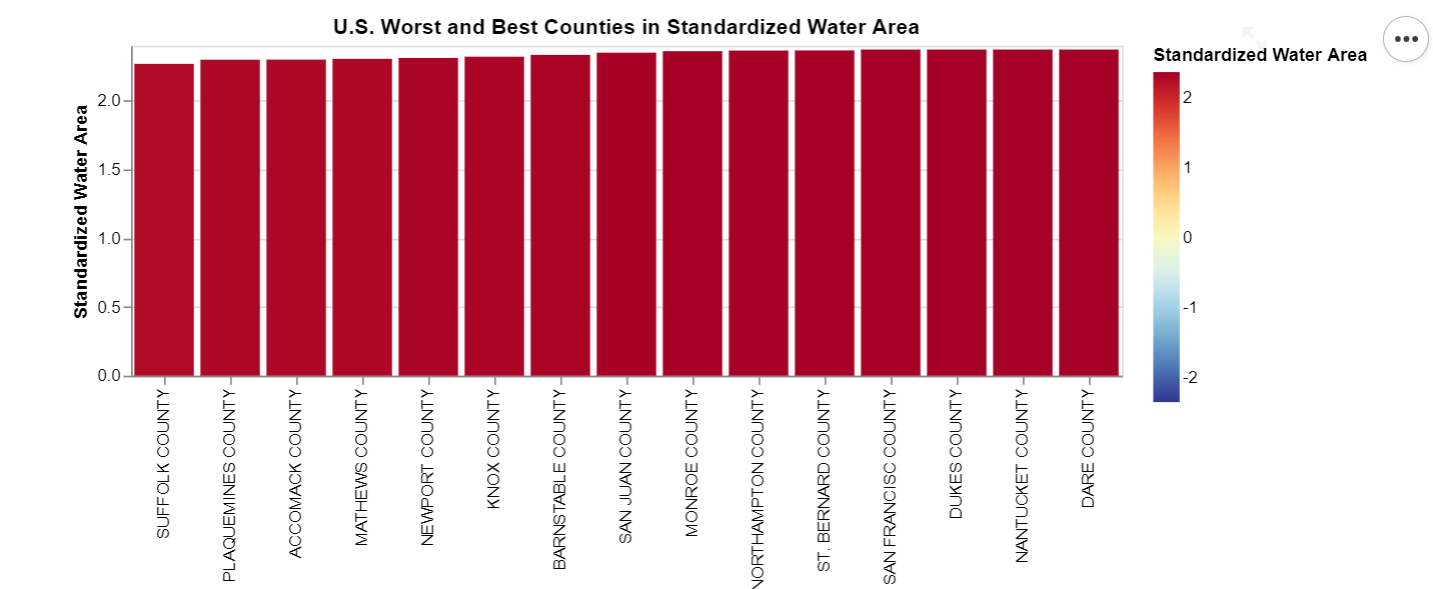 U.S. Worst and Best Counties in Standardized Water Area
Standardized Water Area
2.0
1.5
1.0
0.5
0.0
SUFFOLK COUNTY
PLAQUEMINES COUNTY
ACCOMACK COUNTY
MATHEWS COUNTY
NEWPORT COUNTY
KNOX COUNTY
BARNSTABLE COUNTY
SAN JUAN COUNTY
MONROE COUNTY
NORTHAMPTON COUNTY
ST. BERNARD COUNTY
SAN FRANCISC COUNTY
DUKES COUNTY
NANTUCKET COUNTY
DARE COUNTY
Standardized Water Area
2
1
0
-1
-2